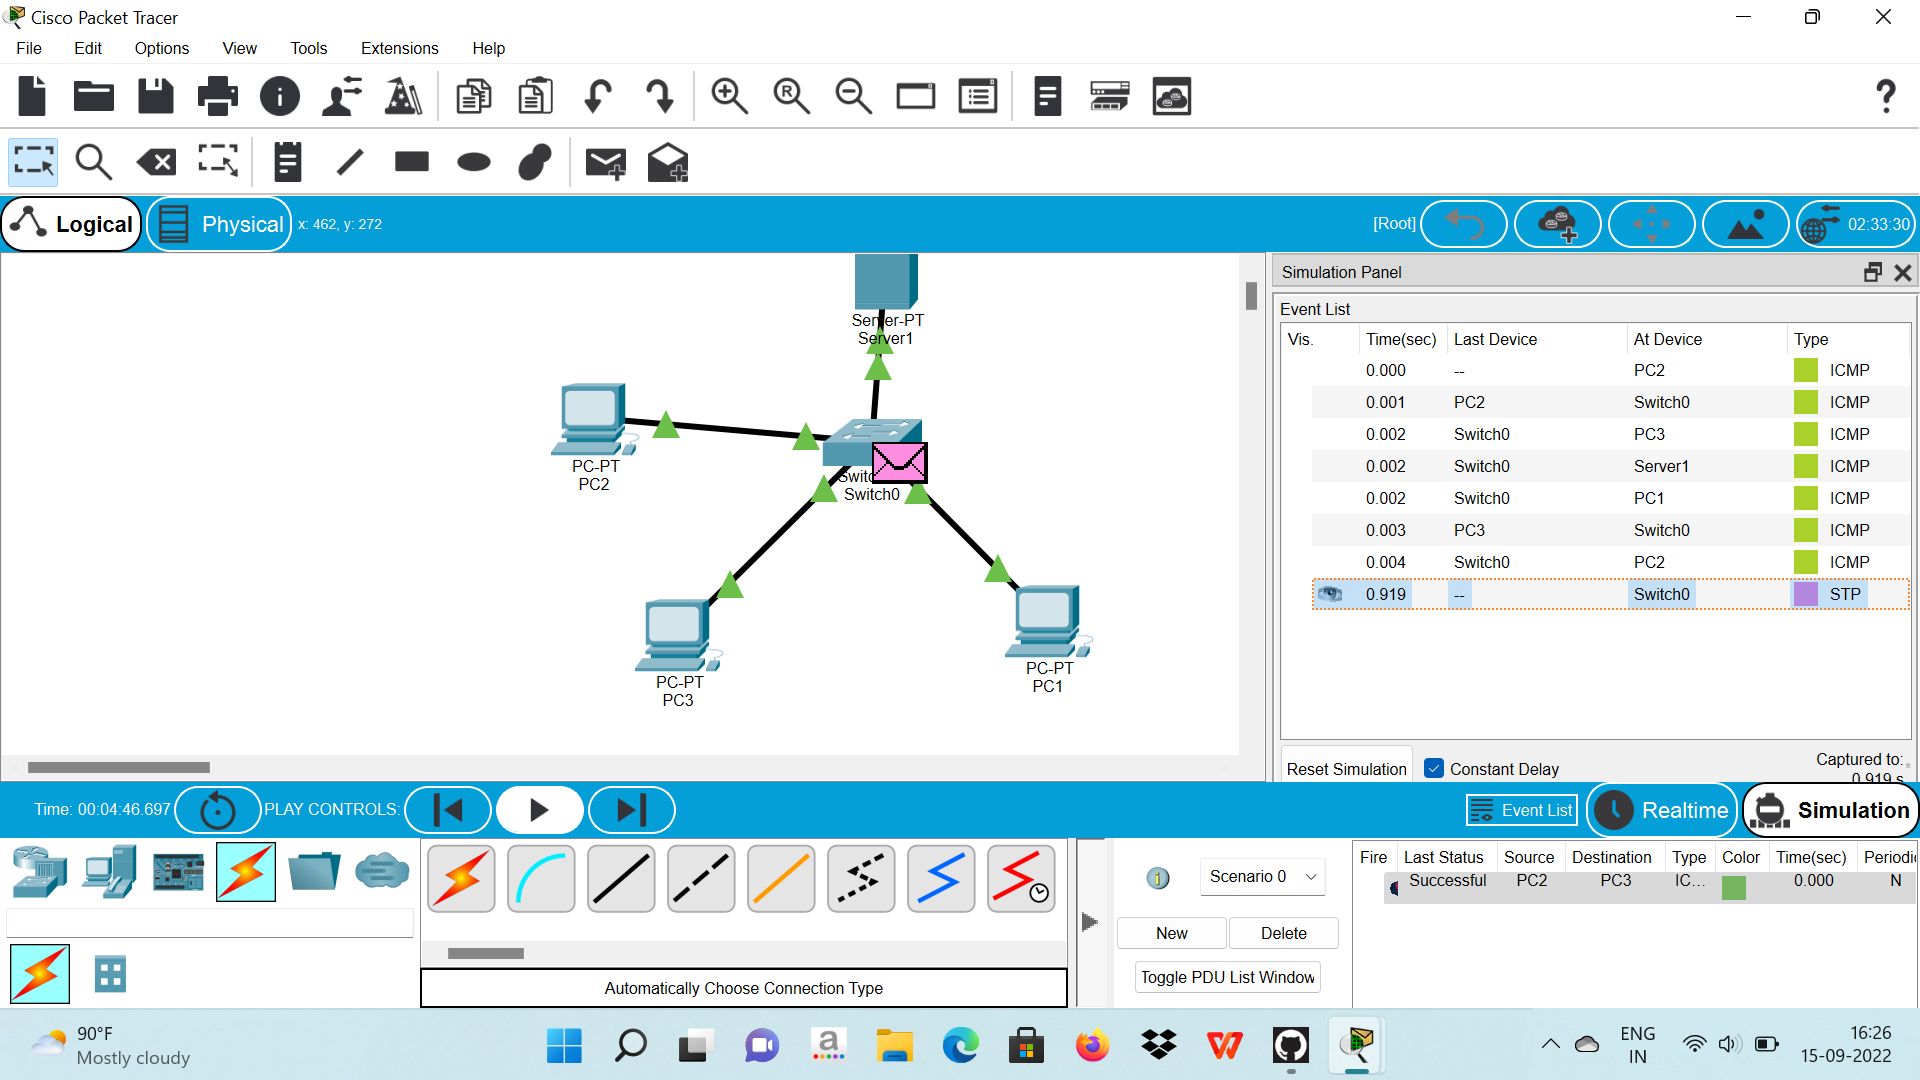 Cisco Packet Tracer
File Edit Options View Tools Extensions Help
Logical Physical x: 462, y: 272 [Root] 02:33:30
Simulation Panel
Event List
Vis. Time(sec) Last Device At Device Type
0.000 -- PC2 ICMP
0.001 PC2 Switch0 ICMP
0.002 Switch0 PC3 ICMP
0.002 Switch0 Server1 ICMP
0.002 Switch0 PC1 ICMP
0.003 PC3 Switch0 ICMP
0.004 Switch0 PC2 ICMP
0.919 -- Switch0 STP
Server-PT
Server1
PC-PT
PC2
Switc
Switch0
PC-PT
PC3
PC-PT
PC1
Reset Simulation Constant Delay Captured to: *
0.919 s
Time: 00:04:46.697 PLAY CONTROLS: Event List Realtime Simulation
Scenario 0
New Delete
Toggle PDU List Window
Fire Last Status Source Destination Type Color Time(sec) Periodic
Successful PC2 PC3 IC... 0.000 N
Automatically Choose Connection Type
90°F
Mostly cloudy
a
ENG
IN
16:26
15-09-2022